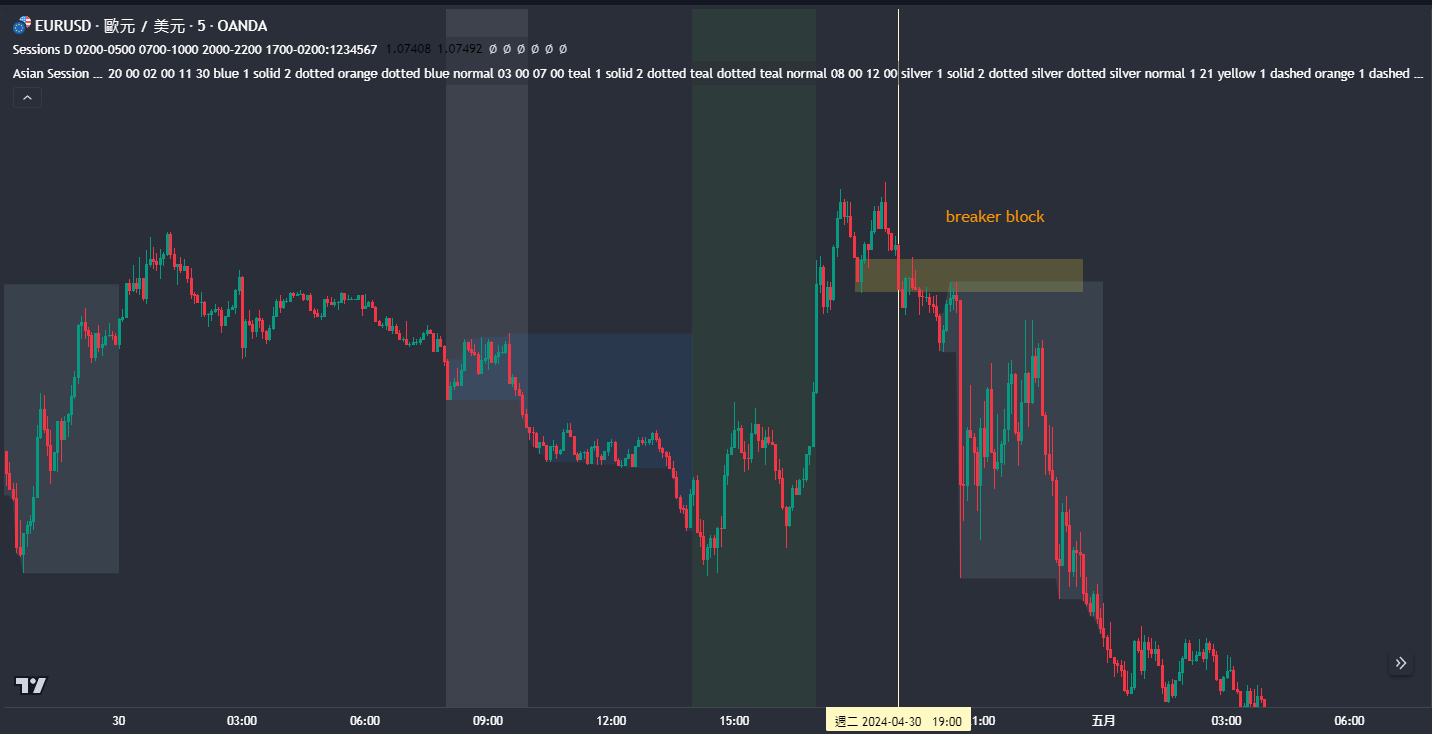 EURUSD · 歐元 / 美元 · 5 · OANDA
Sessions D 0200-0500 0700-1000 2000-2200 1700-0200:1234567 1.07408 1.07492 Ø Ø Ø Ø Ø Ø
Asian Session ... 20 00 02 00 11 30 blue 1 solid 2 dotted orange dotted blue normal 03 00 07 00 teal 1 solid 2 dotted teal dotted teal normal 08 00 12 00 silver 1 solid 2 dotted silver dotted silver normal 1 21 yellow 1 dashed orange 1 dashed ...
breaker block
30 03:00 06:00 09:00 12:00 15:00 週二 2024-04-30 19:00 1:00 五月 03:00 06:00